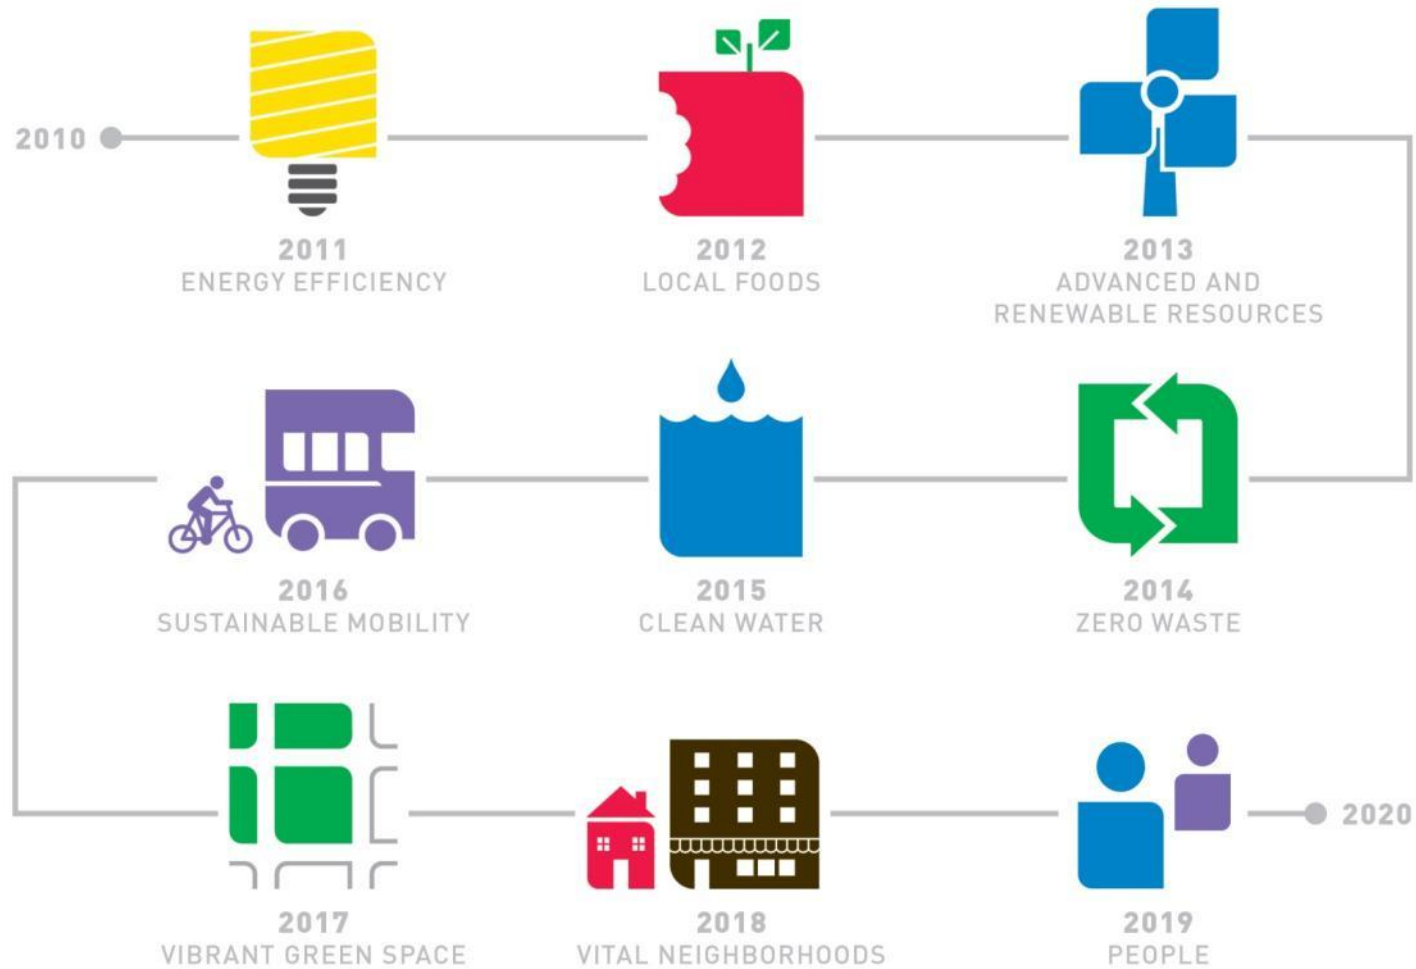 2010
2011
ENERGY EFFICIENCY
2012
LOCAL FOODS
2013
ADVANCED AND
RENEWABLE RESOURCES
2016
SUSTAINABLE MOBILITY
2015
CLEAN WATER
2014
ZERO WASTE
2017
VIBRANT GREEN SPACE
2018
VITAL NEIGHBORHOODS
2019
PEOPLE
2020